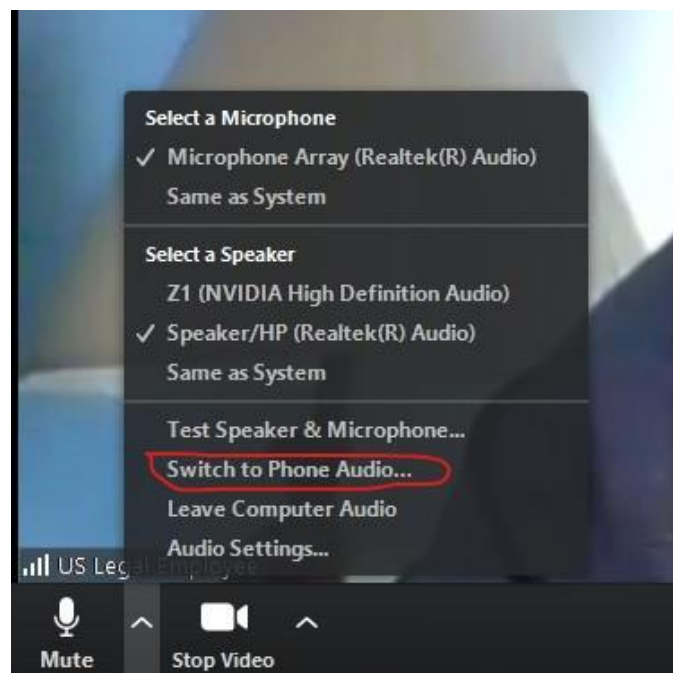 Select a Microphone
✓ Microphone Array (Realtek(R) Audio)
Same as System
Select a Speaker
Z1 (NVIDIA High Definition Audio)
✓ Speaker/HP (Realtek(R) Audio)
Same as System
Test Speaker & Microphone...
Switch to Phone Audio...
Leave Computer Audio
Audio Settings...
US Legal Employee
Mute Stop Video